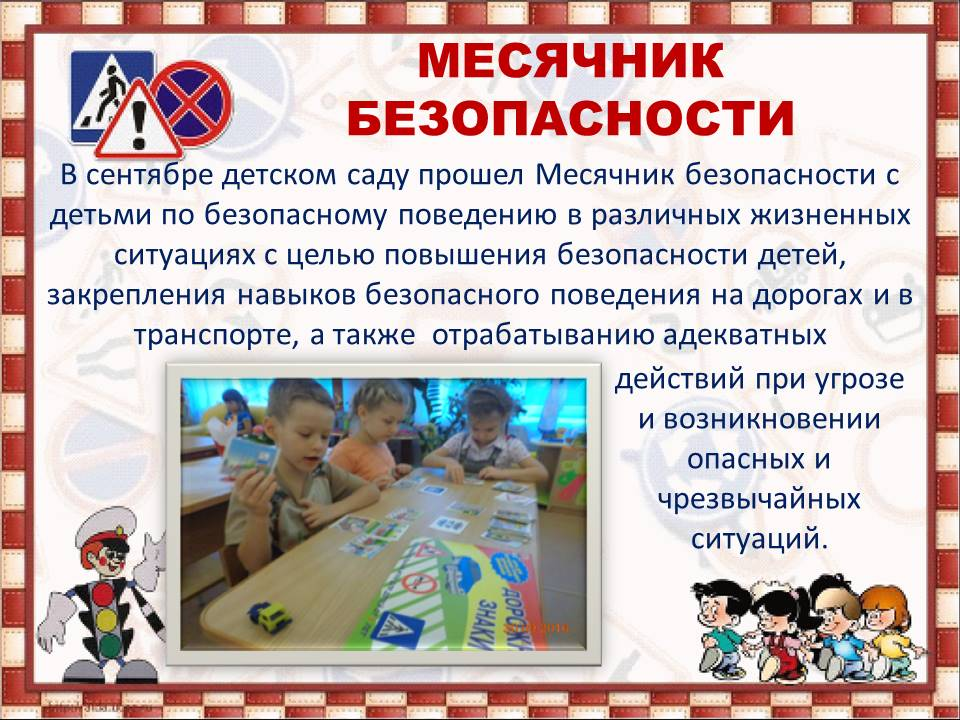 МЕСЯЧНИК
БЕЗОПАСНОСТИ
В сентябре детском саду прошел Месячник безопасности с
детьми по безопасному поведению в различных жизненных
ситуациях с целью повышения безопасности детей,
закрепления навыков безопасного поведения на дорогах и в
транспорте, а также отрабатыванию адекватных
действий при угрозе
и возникновении
опасных и
чрезвычайных
ситуаций.
ЗНАКИ